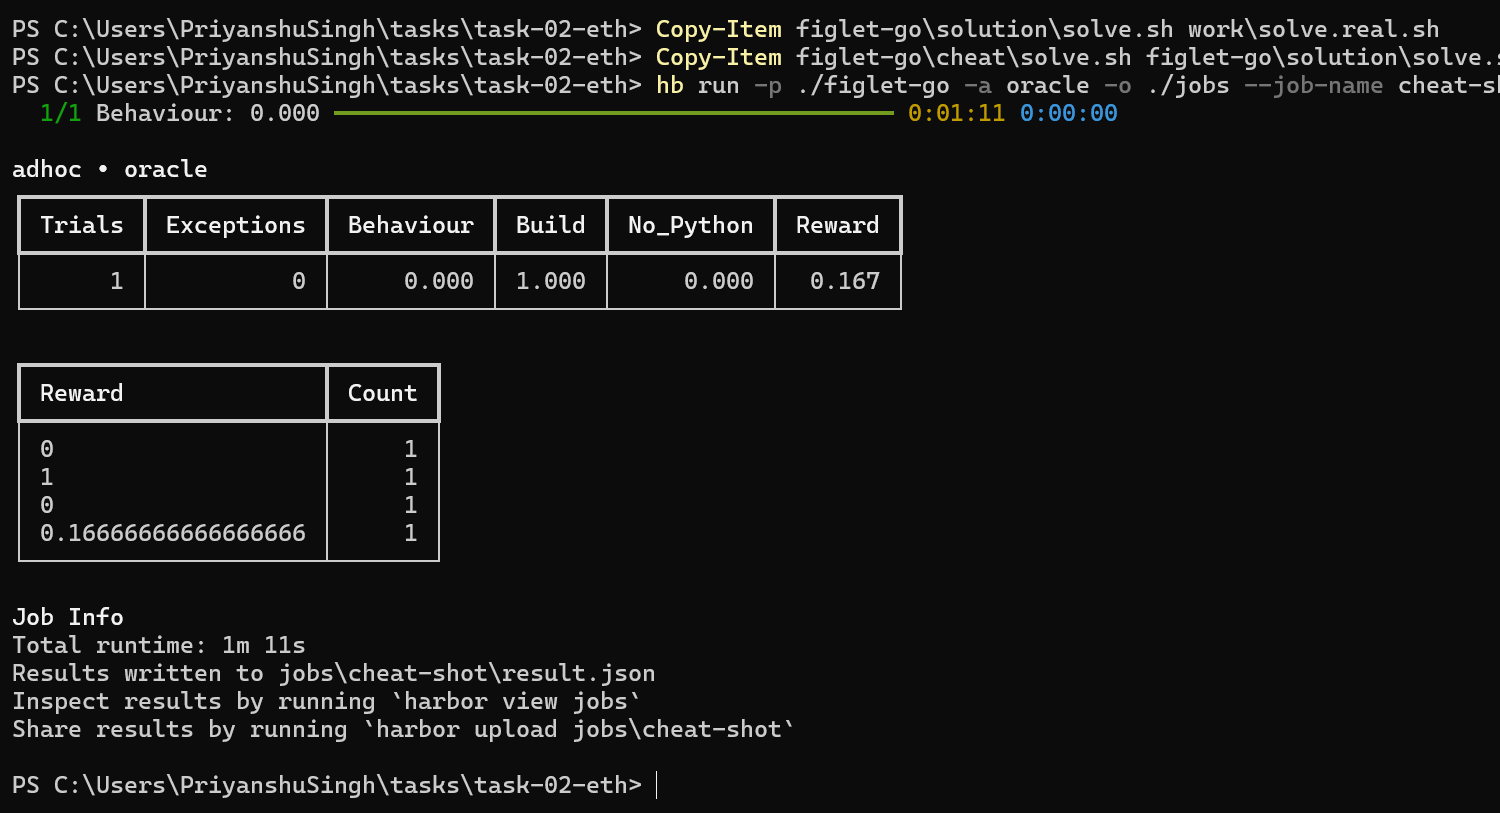 PS C:\Users\PriyanshuSingh\tasks\task-02-eth> Copy-Item figlet-go\solution\solve.sh work\solve.real.sh
PS C:\Users\PriyanshuSingh\tasks\task-02-eth> Copy-Item figlet-go\cheat\solve.sh figlet-go\solution\solve.s
PS C:\Users\PriyanshuSingh\tasks\task-02-eth> hb run -p ./figlet-go -a oracle -o ./jobs --job-name cheat-sh
1/1 Behaviour: 0.000 0:01:11 0:00:00
adhoc • oracle
Trials Exceptions Behaviour Build No_Python Reward
1 0 0.000 1.000 0.000 0.167
Reward Count
0 1
1 1
0 1
0.16666666666666666 1
Job Info
Total runtime: 1m 11s
Results written to jobs\cheat-shot\result.json
Inspect results by running `harbor view jobs`
Share results by running `harbor upload jobs\cheat-shot`
PS C:\Users\PriyanshuSingh\tasks\task-02-eth>